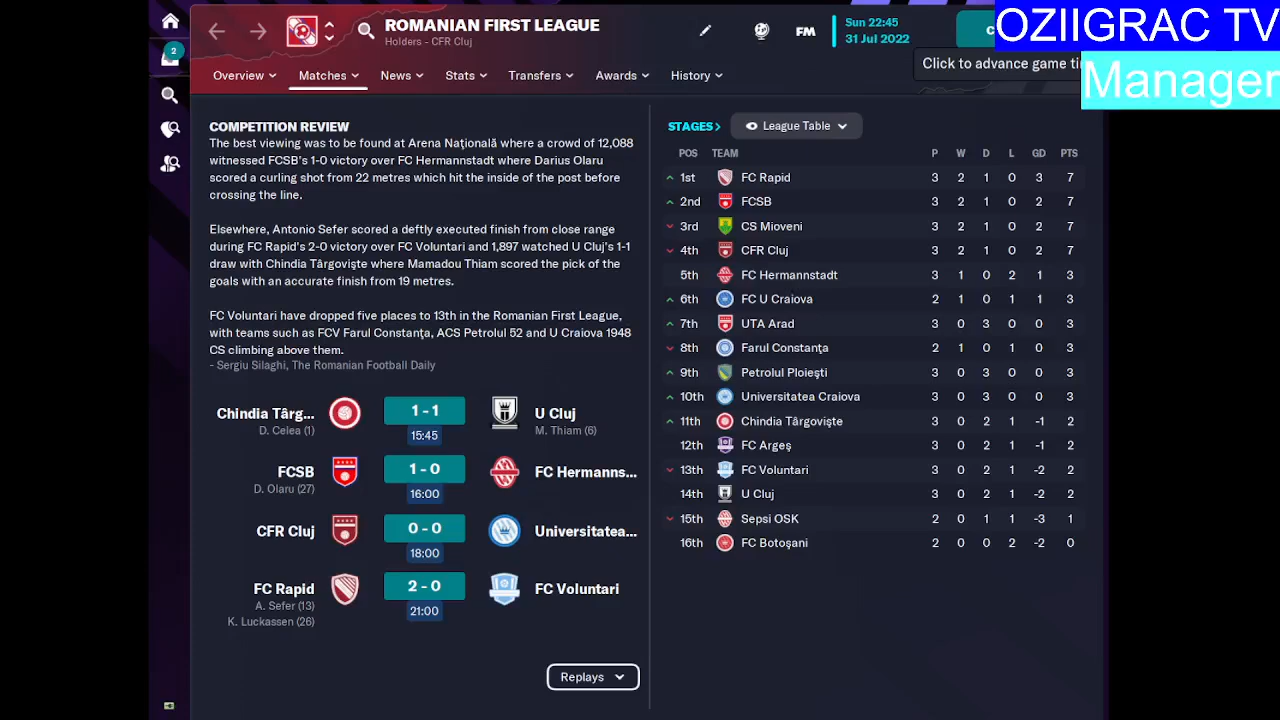 ROMANIAN FIRST LEAGUE
Holders - CFR Cluj
FM
Sun 22:45
31 Jul 2022
C
OZIIGRAC TV
Manager
Click to advance game ti
2
Overview
Matches
News
Stats
Transfers
Awards
History
COMPETITION REVIEW
The best viewing was to be found at Arena Naţională where a crowd of 12,088
witnessed FCSB's 1-0 victory over FC Hermannstadt where Darius Olaru
scored a curling shot from 22 metres which hit the inside of the post before
crossing the line.
Elsewhere, Antonio Sefer scored a deftly executed finish from close range
during FC Rapid's 2-0 victory over FC Voluntari and 1,897 watched U Cluj's 1-1
draw with Chindia Târgovişte where Mamadou Thiam scored the pick of the
goals with an accurate finish from 19 metres.
FC Voluntari have dropped five places to 13th in the Romanian First League,
with teams such as FCV Farul Constanţa, ACS Petrolul 52 and U Craiova 1948
CS climbing above them.
- Sergiu Silaghi, The Romanian Football Daily
Chindia Târg... 1 - 1 U Cluj
D. Celea (1) 15:45 M. Thiam (6)
FCSB 1 - 0 FC Hermanns...
D. Olaru (27) 16:00
CFR Cluj 0 - 0 Universitatea...
18:00
FC Rapid 2 - 0 FC Voluntari
A. Sefer (13) 21:00
K. Luckassen (26)
Replays
STAGES> League Table
POS TEAM P W D L GD PTS
1st FC Rapid 3 2 1 0 3 7
2nd FCSB 3 2 1 0 2 7
3rd CS Mioveni 3 2 1 0 2 7
4th CFR Cluj 3 2 1 0 2 7
5th FC Hermannstadt 3 1 0 2 1 3
6th FC U Craiova 2 1 0 1 1 3
7th UTA Arad 3 0 3 0 0 3
8th Farul Constanţa 2 1 0 1 0 3
9th Petrolul Ploieşti 3 0 3 0 0 3
10th Universitatea Craiova 3 0 3 0 0 3
11th Chindia Târgovişte 3 0 2 1 -1 2
12th FC Argeş 3 0 2 1 -1 2
13th FC Voluntari 3 0 2 1 -2 2
14th U Cluj 3 0 2 1 -2 2
15th Sepsi OSK 2 0 1 1 -3 1
16th FC Botoşani 2 0 0 2 -2 0